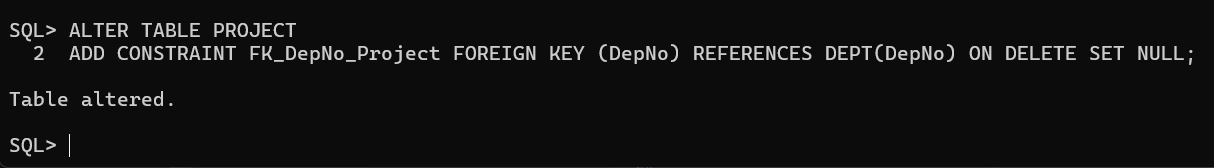 SQL> ALTER TABLE PROJECT
  2  ADD CONSTRAINT FK_DepNo_Project FOREIGN KEY (DepNo) REFERENCES DEPT(DepNo) ON DELETE SET NULL;
Table altered.
SQL>